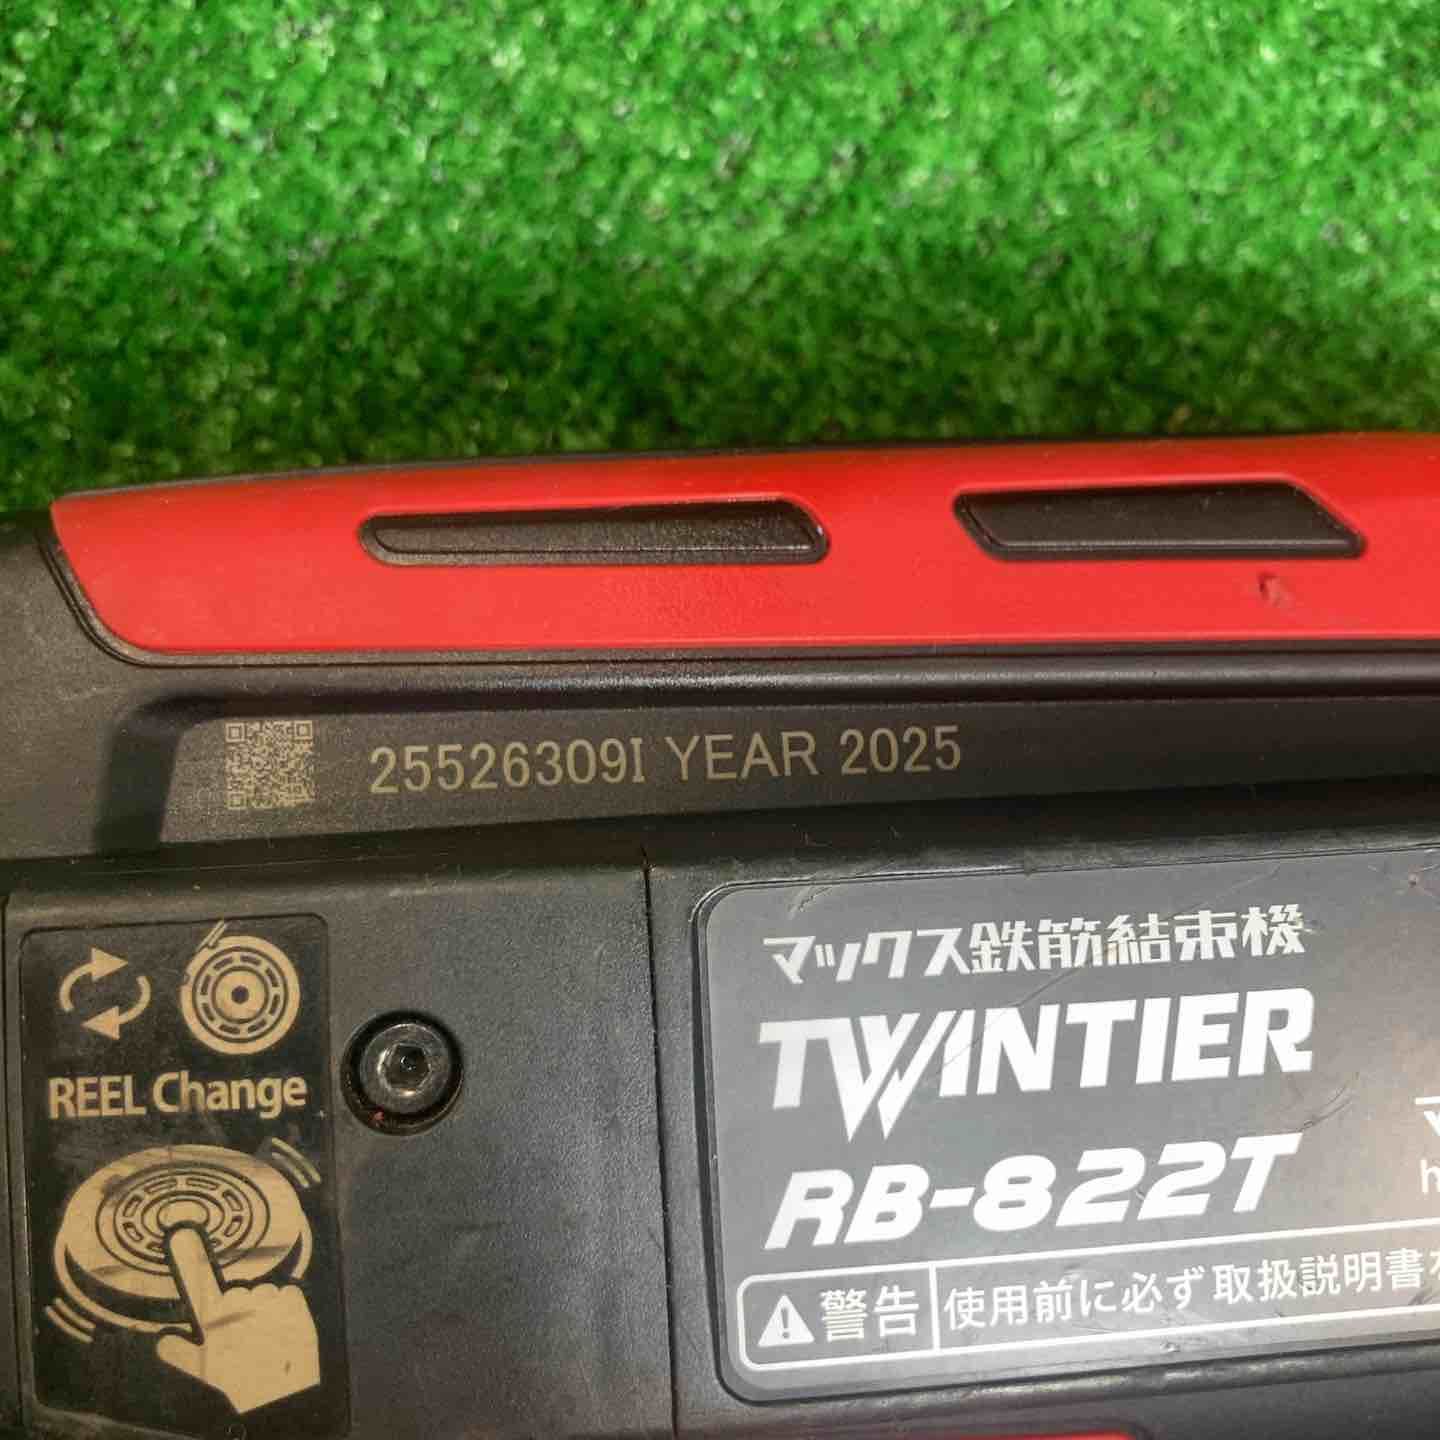 25526309I YEAR 2025
REEL Change
マックス鉄筋結束機
TWINTIER
RB-822T
警告 使用前に必ず取扱説明書